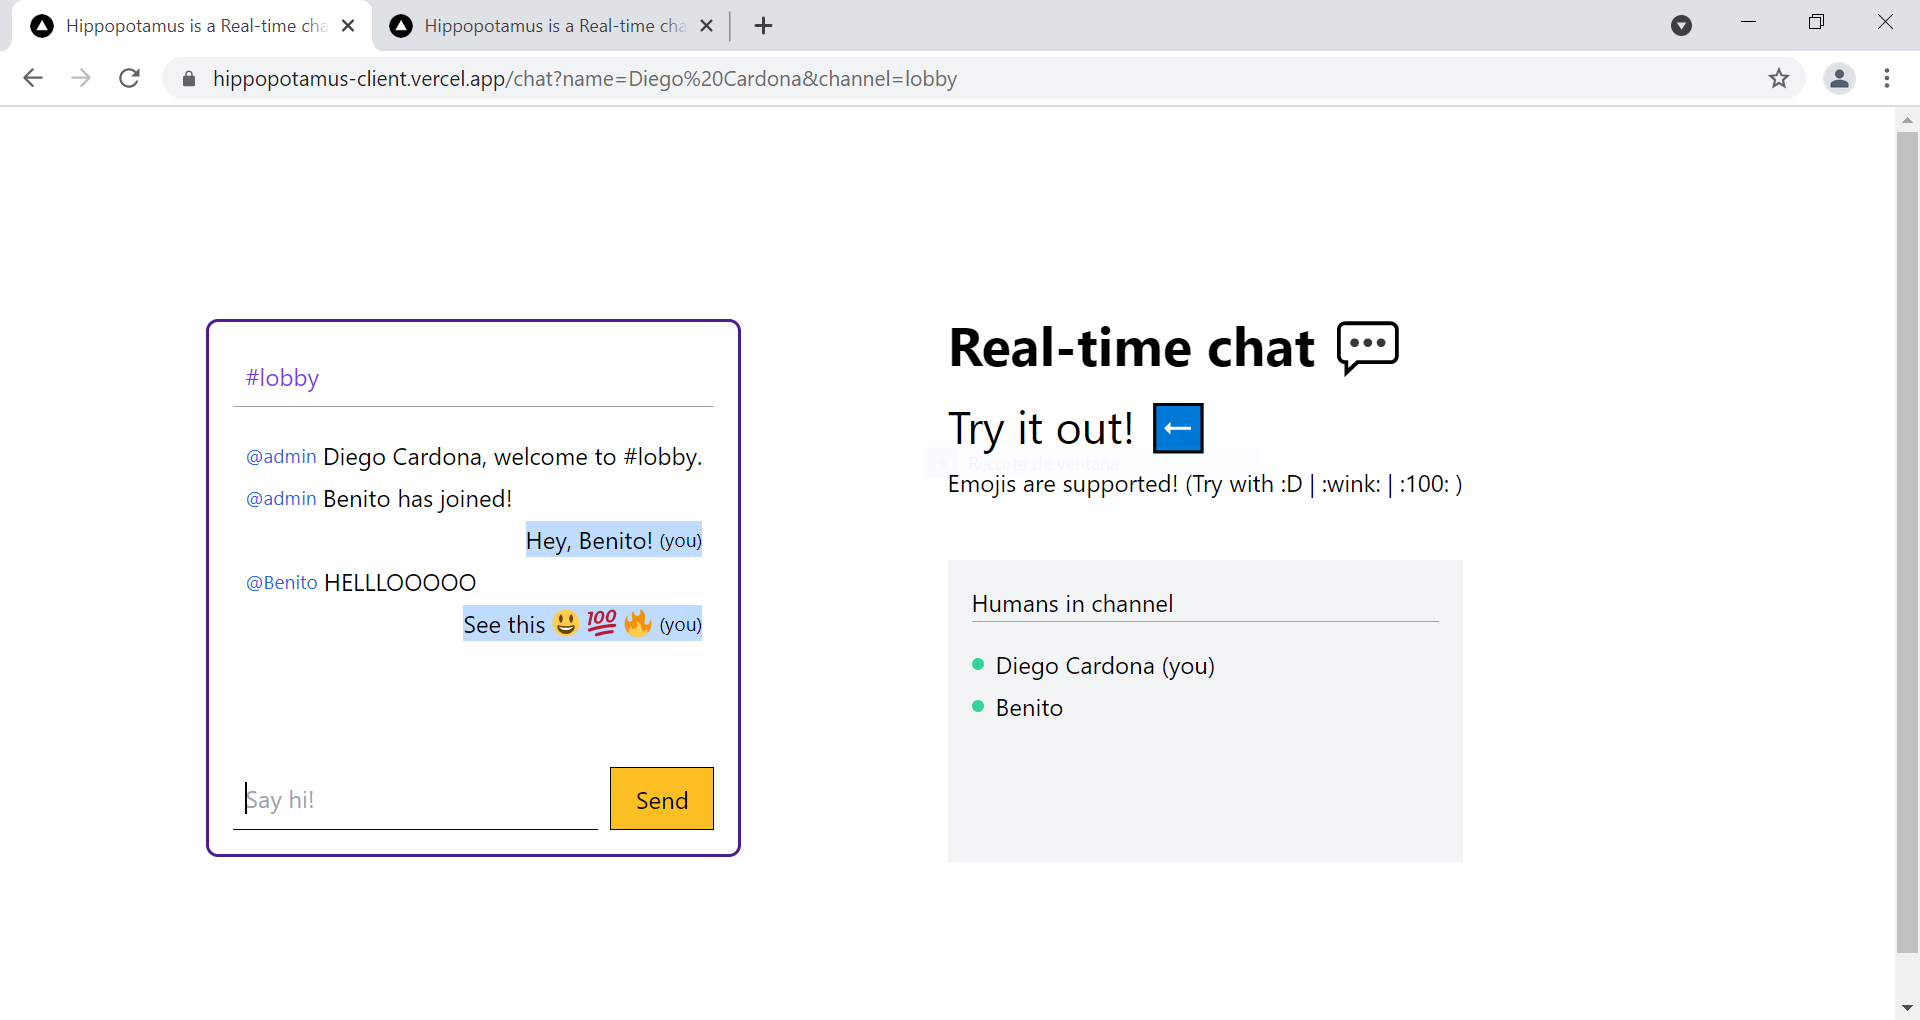 Hippopotamus is a Real-time cha
Hippopotamus is a Real-time cha
hippopotamus-client.vercel.app/chat?name=Diego%20Cardona&channel=lobby
#lobby
@admin Diego Cardona, welcome to #lobby.
@admin Benito has joined!
Hey, Benito! (you)
@Benito HELLLOOOOO
See this 😃 💯 🔥 (you)
Say hi!
Send
Real-time chat 💬
Try it out! ←
Recorte de ventana
Emojis are supported! (Try with :D | :wink: | :100: )
Humans in channel
Diego Cardona (you)
Benito